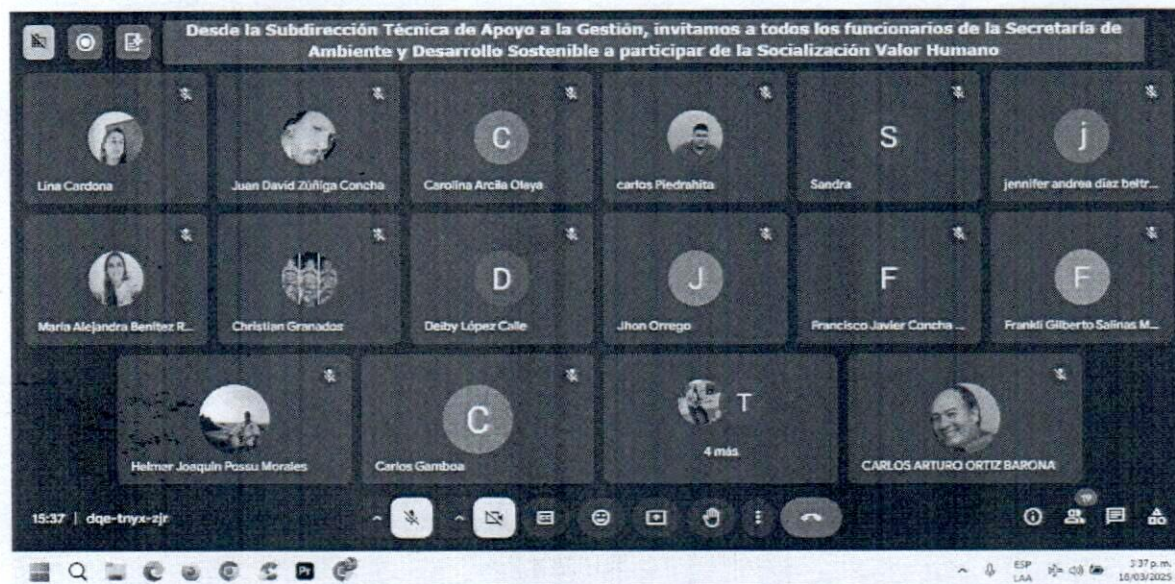 Desde la Subdirección Técnica de Apoyo a la Gestión, invitamos a todos los funcionarios de la Secretaría de
Ambiente y Desarrollo Sostenible a participar de la Socialización Valor Humano
C
S
j
Lina Cardona
Juan David Zúñiga Concha
Carolina Arcila Olaya
carlos Piedrahita
Sandra
jennifer andrea diaz beltr...
D
J
F
F
Maria Alejandra Benitez R...
Christian Granados
Deiby López Calle
Jhon Orrego
Francisco Javier Concha ...
Frankli Gilberto Salinas M...
C
T
4 más
Helmer Joaquin Possu Morales
Carlos Gamboa
CARLOS ARTURO ORTIZ BARONA
19
15:37 | dqe-tnyx-zjr
Pr
ESP
LAA
3:37 p.m.